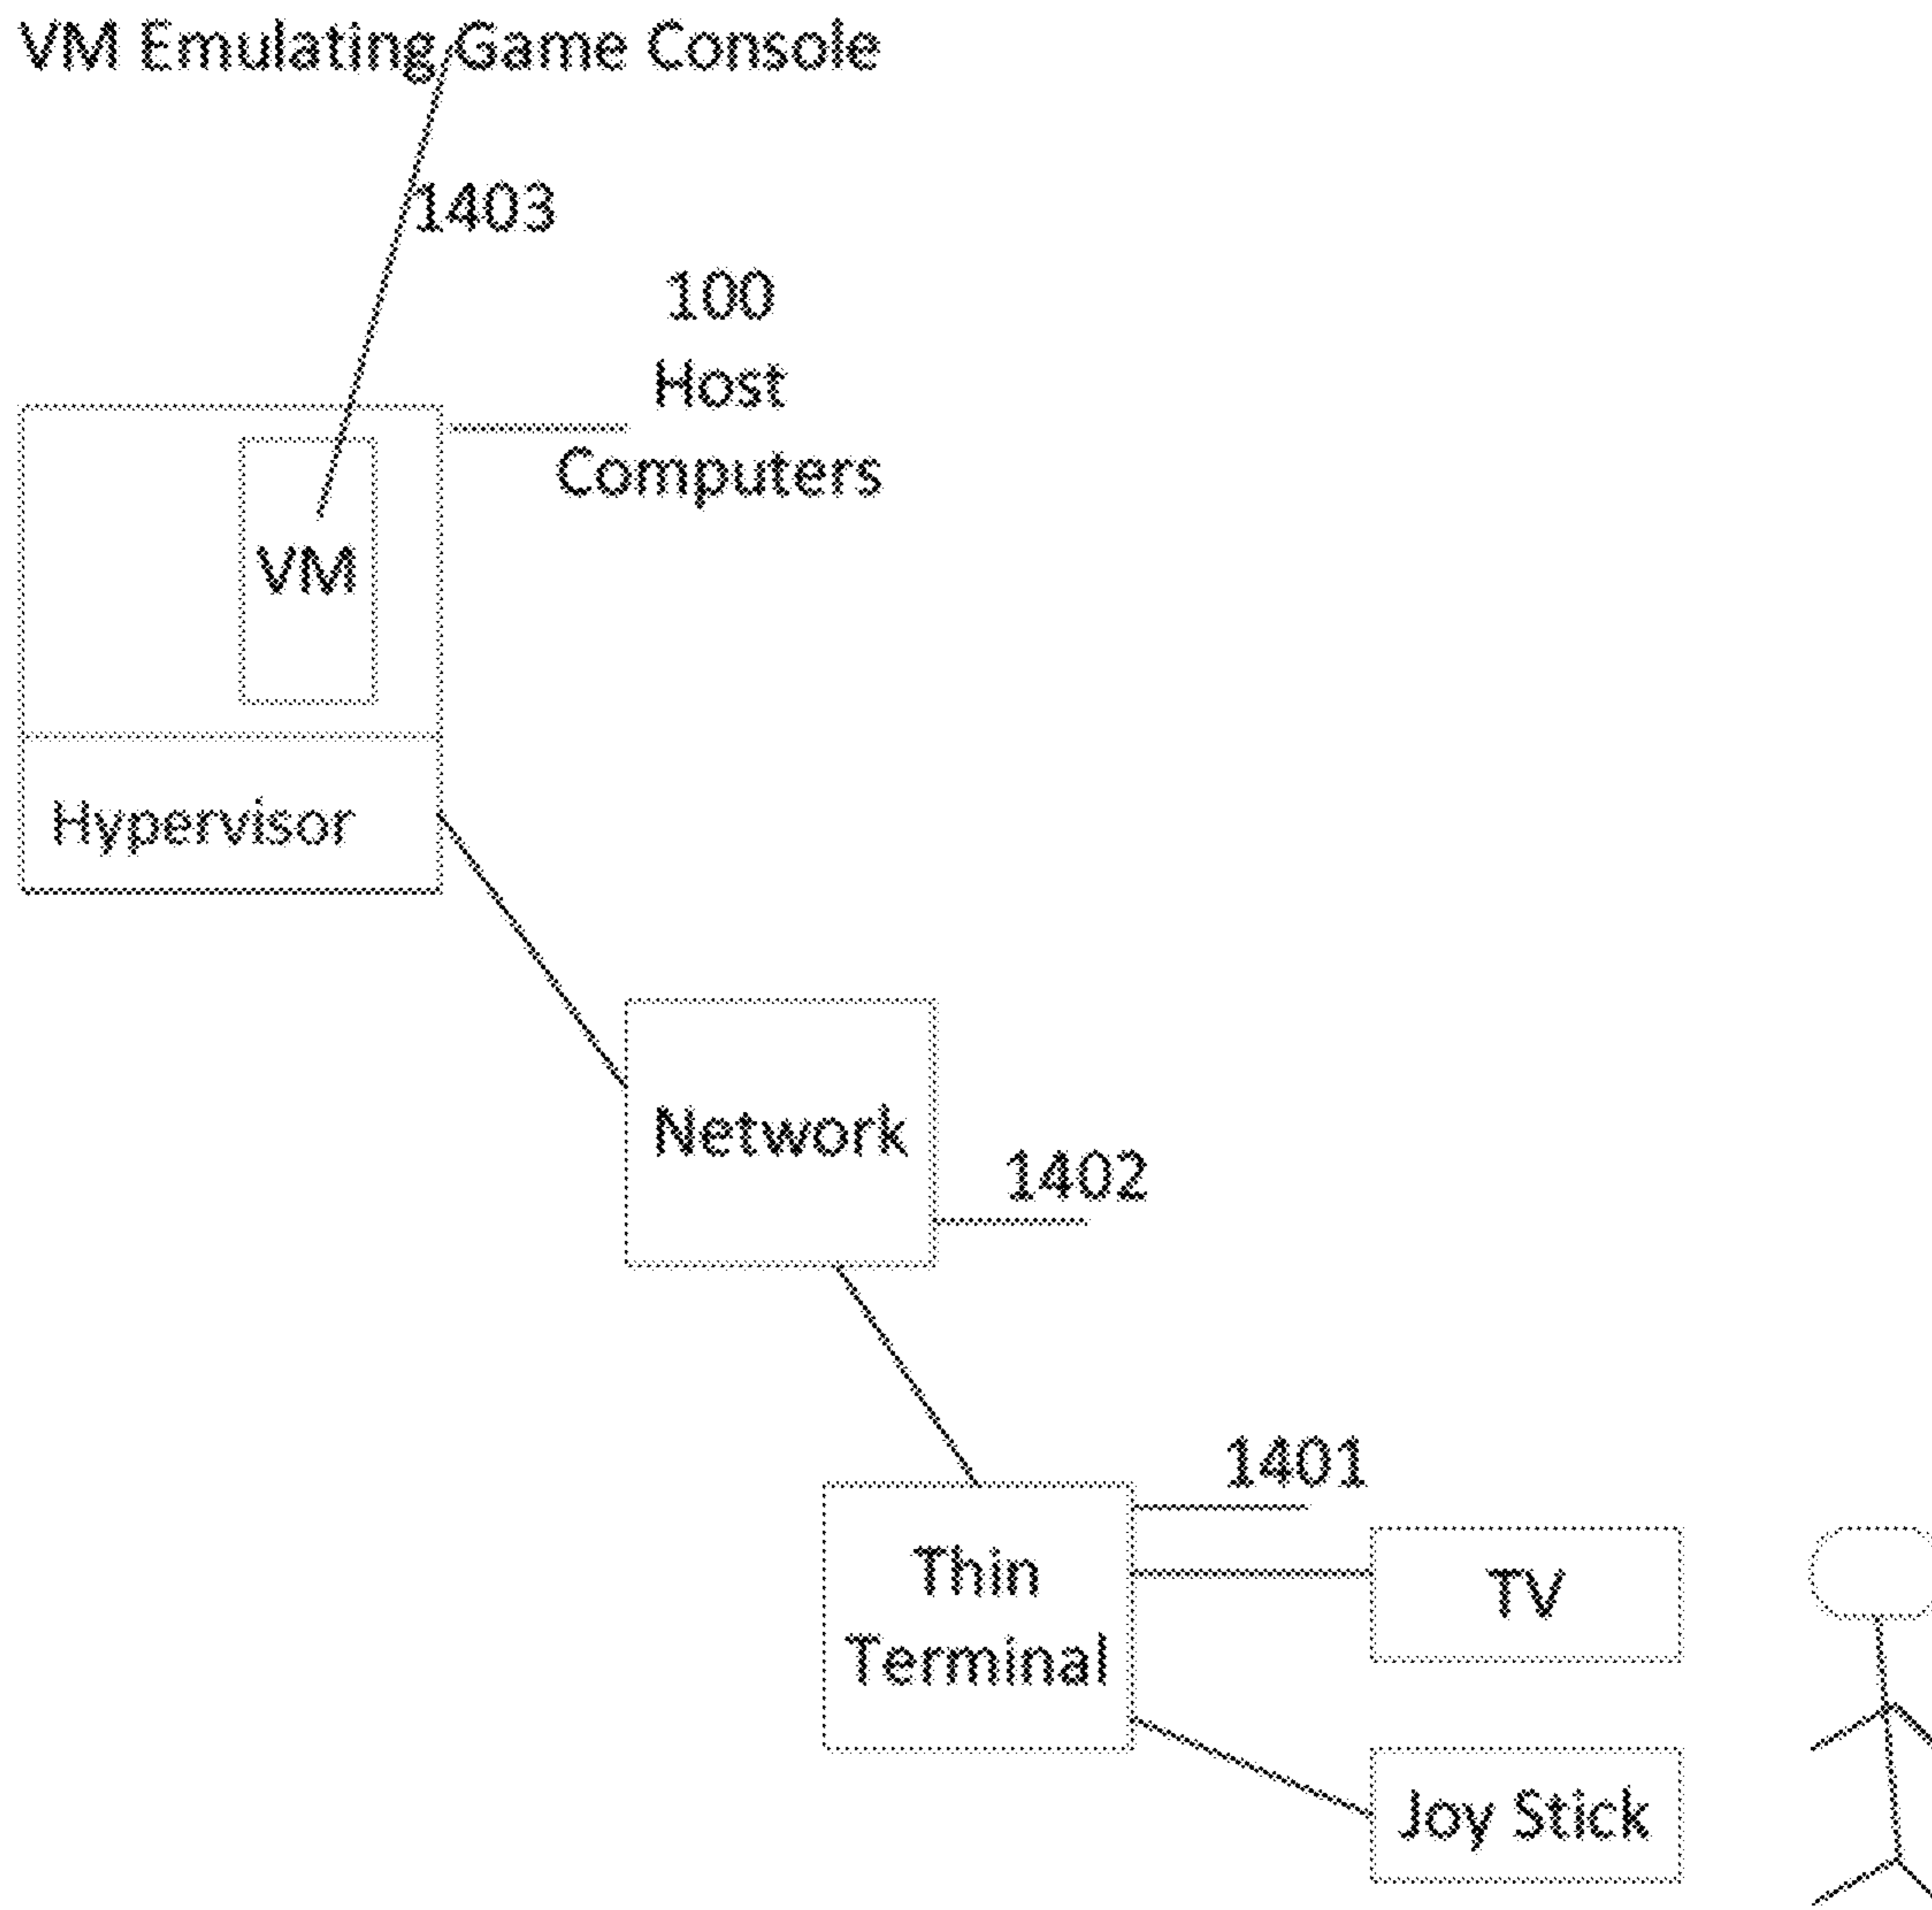 VM Emulating Game Console
1403
100
Host
Computers
VM
Hypervisor
Network
1402
1401
Thin
Terminal
TV
Joy Stick